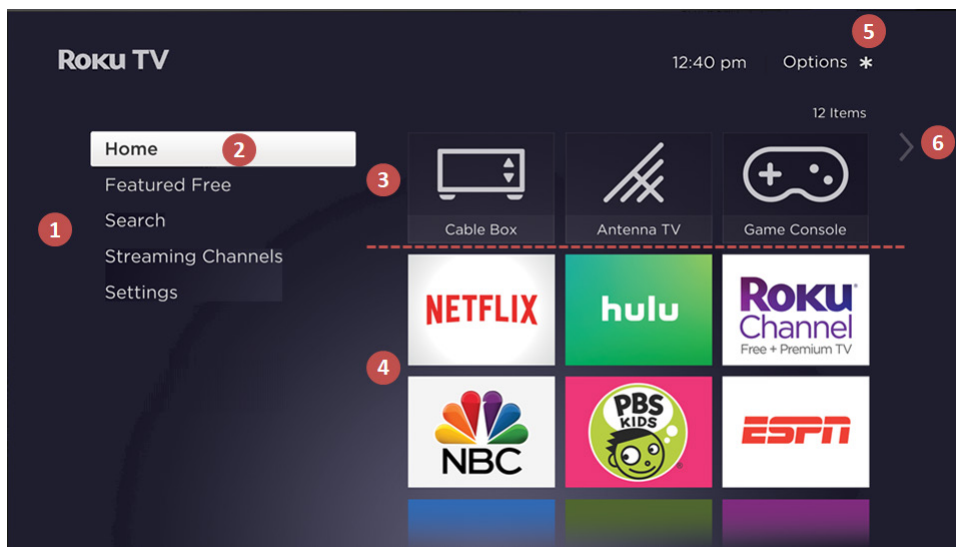 5
Roku TV
12:40 pm
Options *
12 Items
Home
2
6
Featured Free
3
Search
1
Cable Box
Antenna TV
Game Console
Streaming Channels
Settings
NETFLIX
hulu
Roku
Channel
Free + Premium TV
4
NBC
PBS
KIDS
ESPN